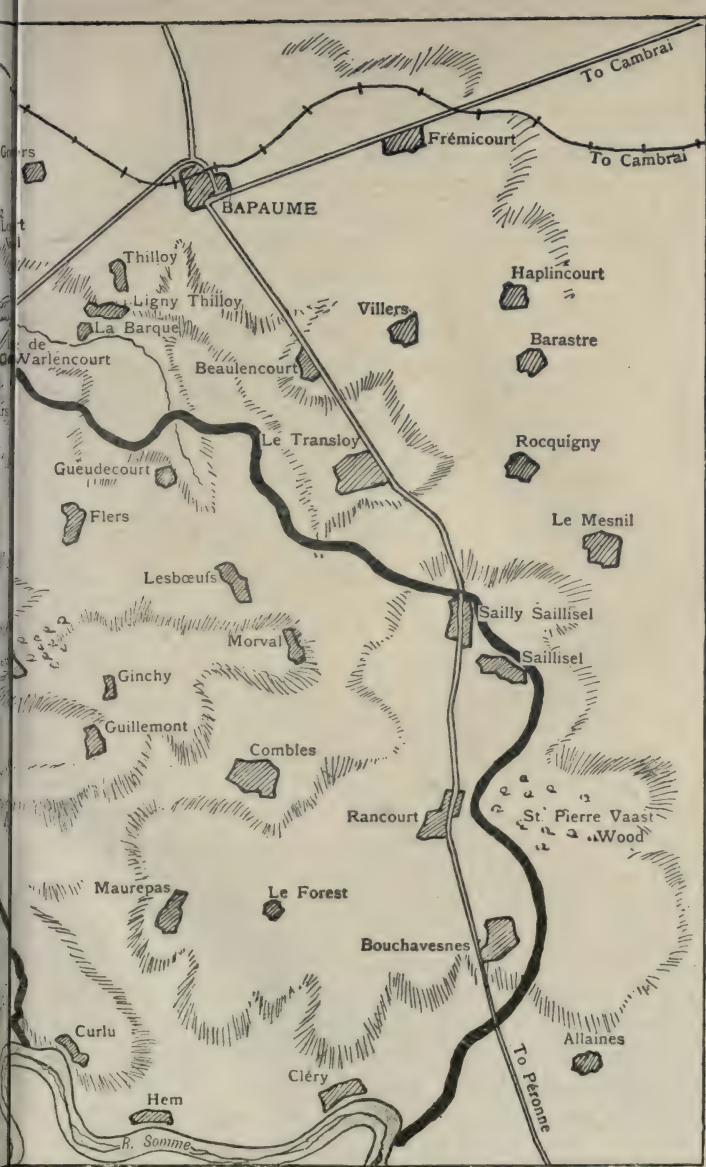 To Cambrai
Frémicourt
To Cambrai
BAPAUME
Thilloy
Haplincourt
Ligny Thilloy
Villers
La Barque
Barastre
de
Warlencourt
Beaulencourt
Le Transloy
Rocquigny
Gueudecourt
Flers
Le Mesnil
Lesbœufs
Sailly Saillisel
Morval
Saillisel
Ginchy
Guillemont
Combles
Rancourt
St. Pierre Vaast
Wood
Maurepas
Le Forest
Bouchavesnes
Curlu
Allaines
To Péronne
Cléry
Hem
R. Somme